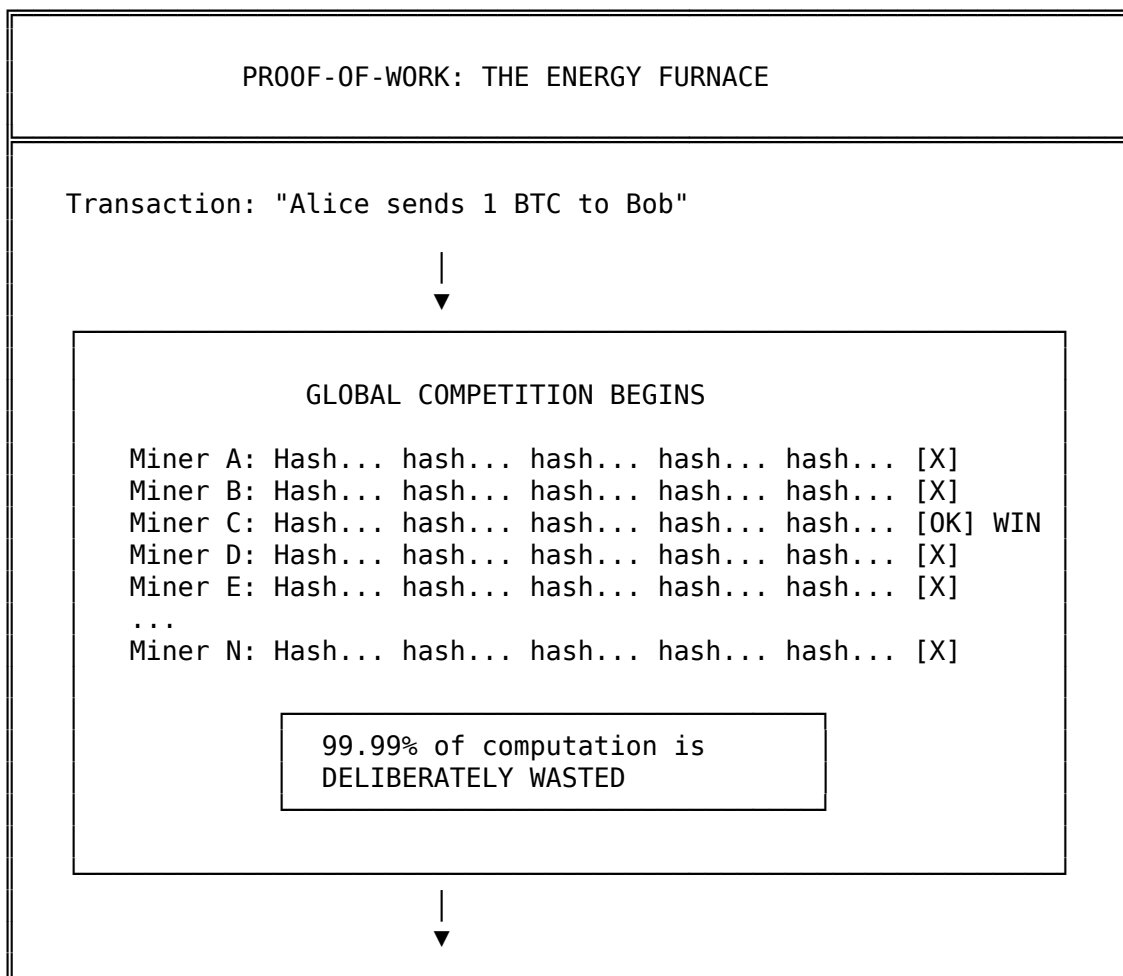 PROOF-OF-WORK: THE ENERGY FURNACE
Transaction: "Alice sends 1 BTC to Bob"
GLOBAL COMPETITION BEGINS
Miner A: Hash... hash... hash... hash... hash... [X]
Miner B: Hash... hash... hash... hash... hash... [X]
Miner C: Hash... hash... hash... hash... hash... [OK] WIN
Miner D: Hash... hash... hash... hash... hash... [X]
Miner E: Hash... hash... hash... hash... hash... [X]
...
Miner N: Hash... hash... hash... hash... hash... [X]
99.99% of computation is
DELIBERATELY WASTED